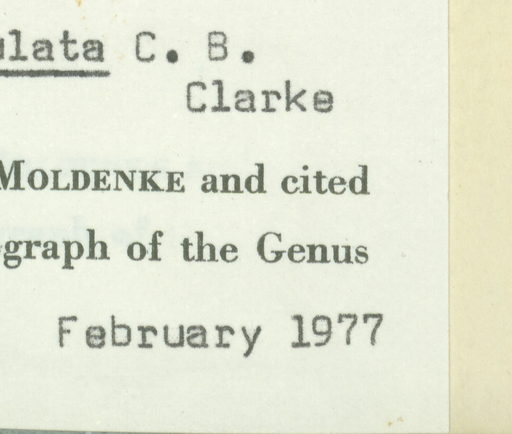 ulata C. B.
Clarke
MOLDENKE and cited
graph of the Genus
February 1977